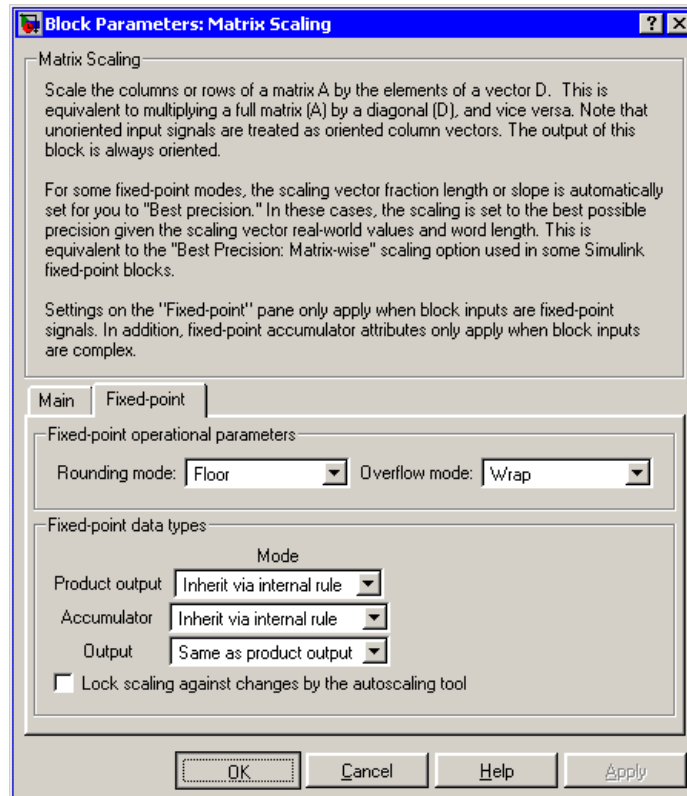 Block Parameters: Matrix Scaling
Matrix Scaling
Scale the columns or rows of a matrix A by the elements of a vector D. This is
equivalent to multiplying a full matrix (A) by a diagonal (D), and vice versa. Note that
unoriented input signals are treated as oriented column vectors. The output of this
block is always oriented.
For some fixed-point modes, the scaling vector fraction length or slope is automatically
set for you to "Best precision." In these cases, the scaling is set to the best possible
precision given the scaling vector real-world values and word length. This is
equivalent to the "Best Precision: Matrix-wise" scaling option used in some Simulink
fixed-point blocks.
Settings on the "Fixed-point" pane only apply when block inputs are fixed-point
signals. In addition, fixed-point accumulator attributes only apply when block inputs
are complex.
Main Fixed-point
Fixed-point operational parameters
Rounding mode: Floor Overflow mode: Wrap
Fixed-point data types
Mode
Product output Inherit via internal rule
Accumulator Inherit via internal rule
Output Same as product output
Lock scaling against changes by the autoscaling tool
OK Cancel Help Apply